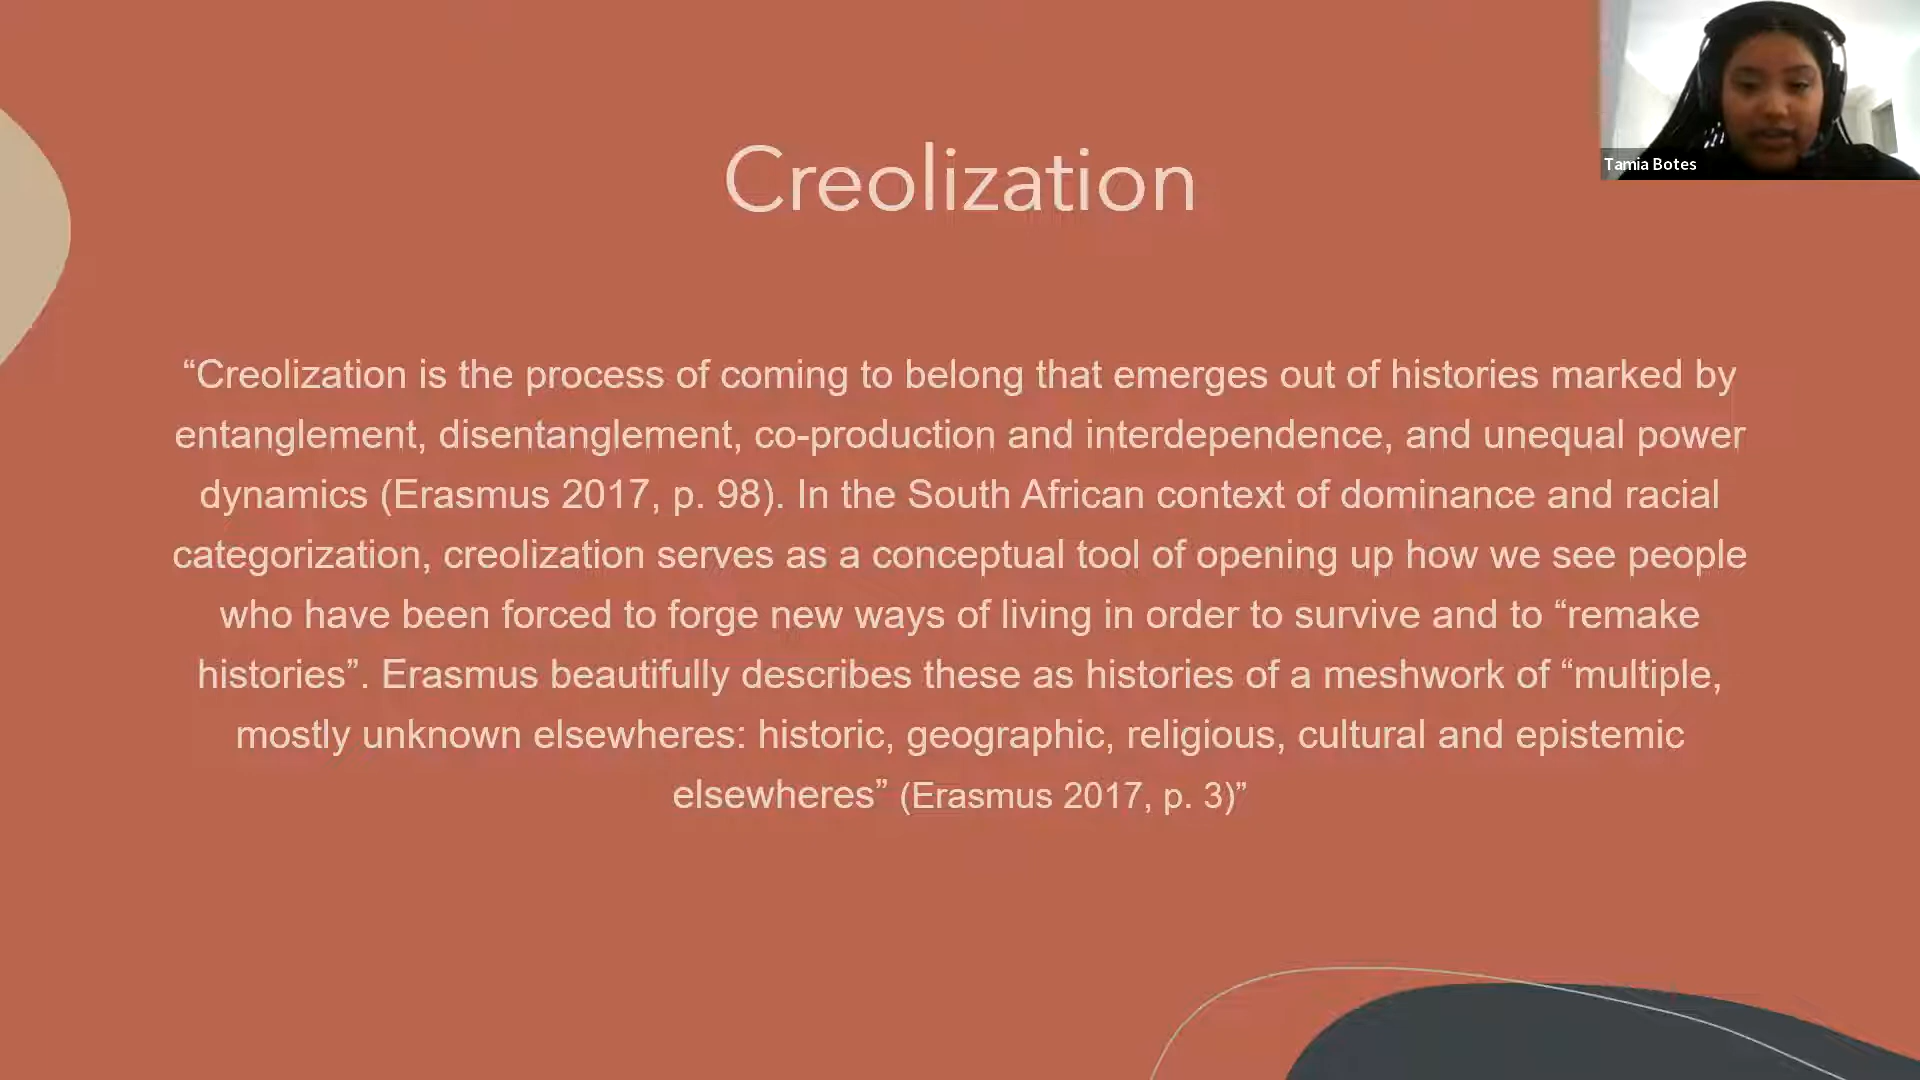 Tamia Botes
Creolization
“Creolization is the process of coming to belong that emerges out of histories marked by
entanglement, disentanglement, co-production and interdependence, and unequal power
dynamics (Erasmus 2017, p. 98). In the South African context of dominance and racial
categorization, creolization serves as a conceptual tool of opening up how we see people
who have been forced to forge new ways of living in order to survive and to “remake
histories”. Erasmus beautifully describes these as histories of a meshwork of “multiple,
mostly unknown elsewheres: historic, geographic, religious, cultural and epistemic
elsewheres” (Erasmus 2017, p. 3)”